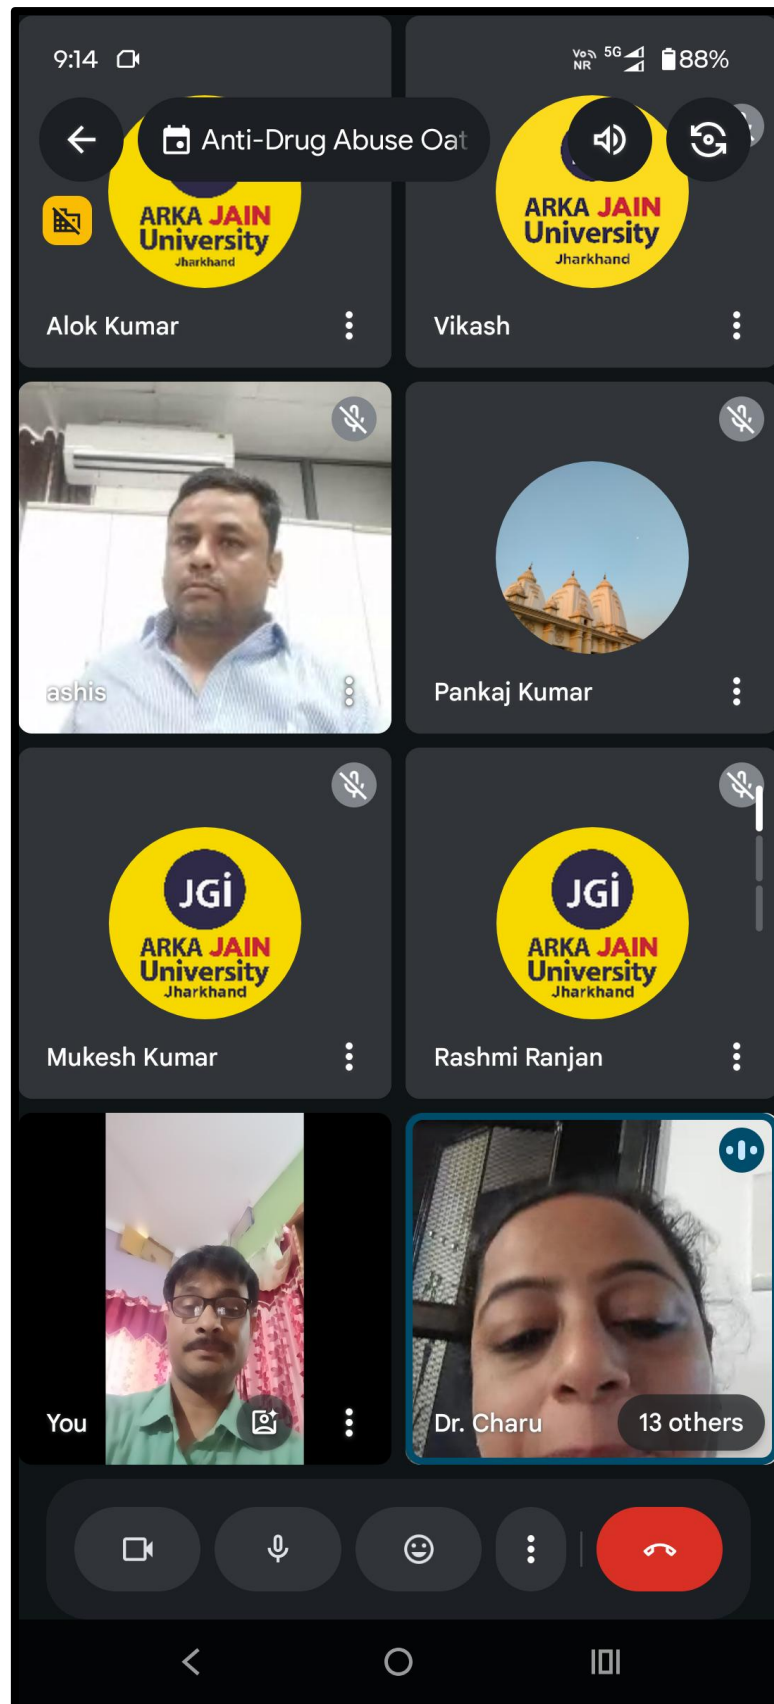 9:14
Vo NR 5G 88%
Anti-Drug Abuse Oat
ARKA JAIN
University
Jharkhand
Alok Kumar
ARKA JAIN
University
Jharkhand
Vikash
ashis
Pankaj Kumar
JGi
ARKA JAIN
University
Jharkhand
Mukesh Kumar
JGi
ARKA JAIN
University
Jharkhand
Rashmi Ranjan
You
Dr. Charu
13 others